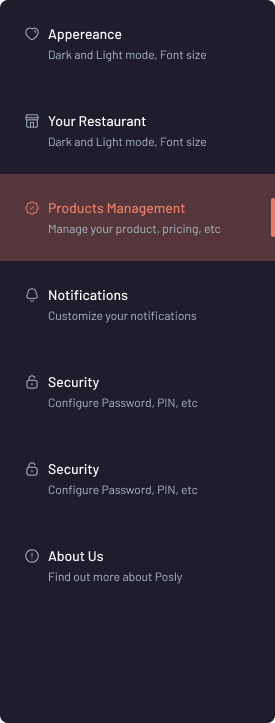 Appereance
Dark and Light mode, Font size
Your Restaurant
Dark and Light mode, Font size
Products Management
Manage your product, pricing, etc
Notifications
Customize your notifications
Security
Configure Password, PIN, etc
Security
Configure Password, PIN, etc
About Us
Find out more about Posly